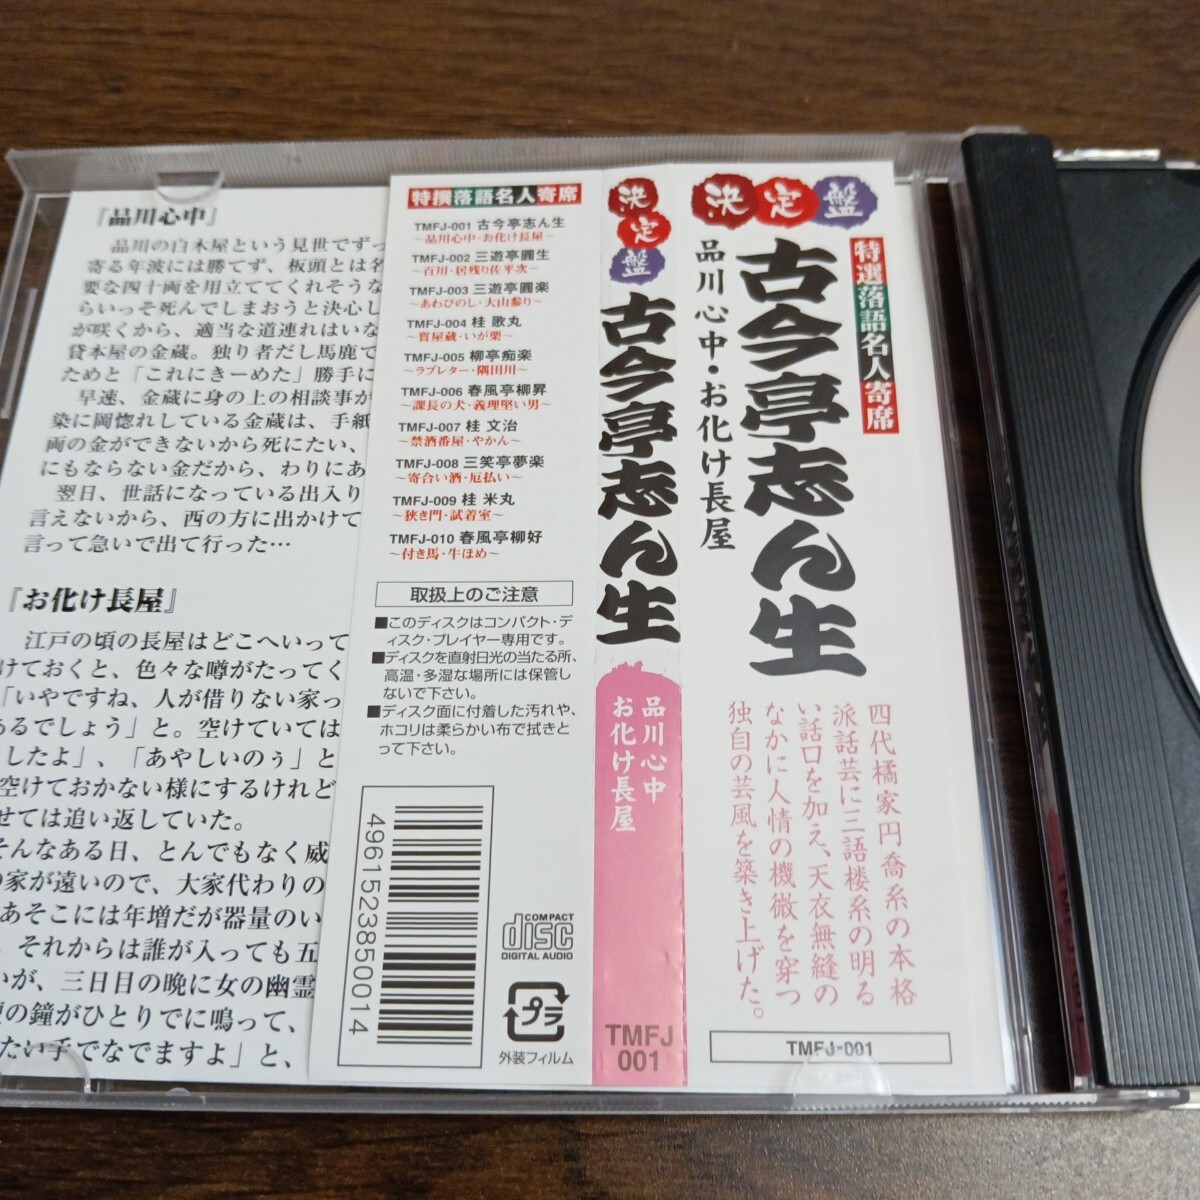 『品川心中』
品川の白木屋という見世でずっ
寄る年波には勝てず、板頭とは名
要な四十両を用立ててくれそうな
らいっそ死んでしまおうと決心し
が咲くから、適当な道連れはいな
貸本屋の金蔵。独り者だし馬鹿で
ためと「これにきーめた」勝手に
早速、金蔵に身の上の相談事が
染に岡惚れしている金蔵は、手紙
両の金ができないから死にたい、
にもならない金だから、わりにあ
翌日、世話になっている出入り
言えないから、西の方に出かけて
言って急いで出て行った…
『お化け長屋』
江戸の頃の長屋はどこへいって
けておくと、色々な噂がたってく
「いやですね、人が借りない家っ
あるでしょう」と。空けていては
したよ」、「あやしいのぅ」と
空けておかない様にするけれど
せては追い返していた。
そんなある日、とんでもなく威
の家が遠いので、大家代わりの
あそこには年増だが器量のい
。それからは誰が入っても五
いが、三日目の晩に女の幽霊
の鐘がひとりでに鳴って、
たい手でなでますよ」と、
特撰落語名人寄席
TMFJ-001 古今亭志ん生
～品川心中・お化け長屋～
TMFJ-002 三遊亭圓生
～百川・居残り佐平次～
TMFJ-003 三遊亭圓楽
～あわびのし・大山参り～
TMFJ-004 桂 歌丸
～質屋蔵・いが栗～
TMFJ-005 柳亭痴楽
～ラブレター・隅田川～
TMFJ-006 春風亭柳昇
～課長の犬・義理堅い男～
TMFJ-007 桂 文治
～禁酒番屋・やかん～
TMFJ-008 三笑亭夢楽
～寄合い酒・厄払い～
TMFJ-009 桂 米丸
～狭き門・試着室～
TMFJ-010 春風亭柳好
～付き馬・牛ほめ～
取扱上のご注意
■このディスクはコンパクト・デ
ィスク・プレイヤー専用です。
■ディスクを直射日光の当たる所、
高温・多湿な場所には保管し
ないで下さい。
■ディスク面に付着した汚れや、
ホコリは柔らかい布で拭きと
って下さい。
4961523850014
COMPACT
disc
DIGITAL AUDIO
プラ
外装フィルム
決定盤
古今亭志ん生
品川心中
お化け長屋
TMFJ
001
決定盤
特選落語名人寄席
古今亭志ん生
品川心中・お化け長屋
四代橘家円喬系の本格
派話芸に三語楼系の明る
い話口を加え、天衣無縫の
なかに人情の機微を穿つ
独自の芸風を築き上げた。
TMFJ-001